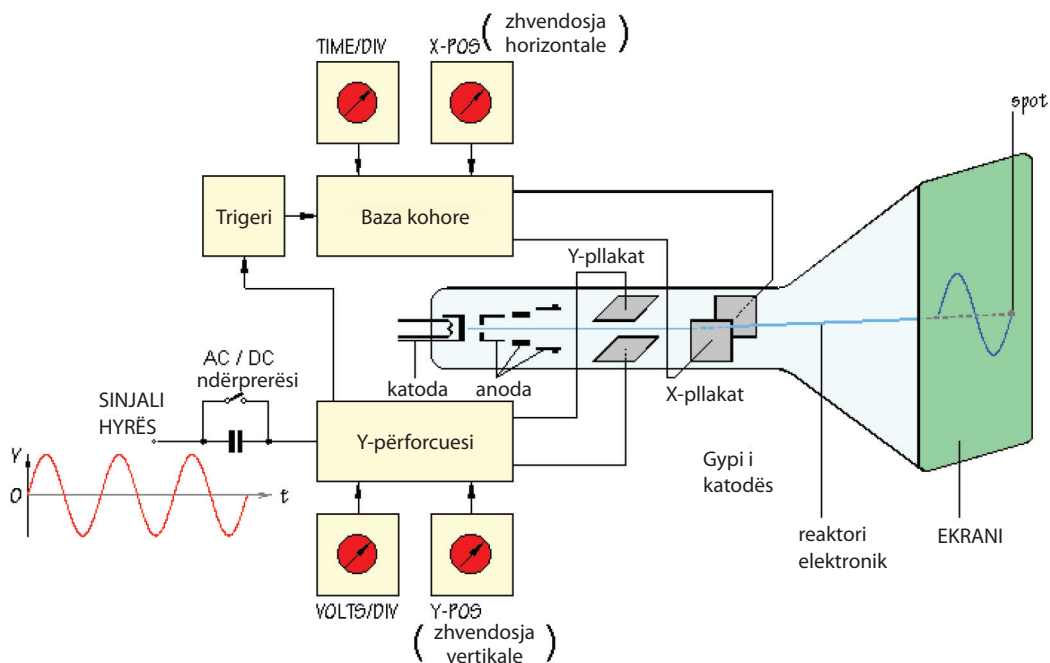 TIME/DIV
X-POS
(zhvendosja
horizontale)
spot
Trigeri
Baza kohore
Y-pllakat
AC / DC
ndërprerësi
katoda
anoda
X-pllakat
SINJALI
HYRËS
Y-përforcuesi
Y
0
t
Gypi i
katodës
reaktori
elektronik
EKRANI
VOLTS/DIV
Y-POS
(zhvendosja
vertikale)